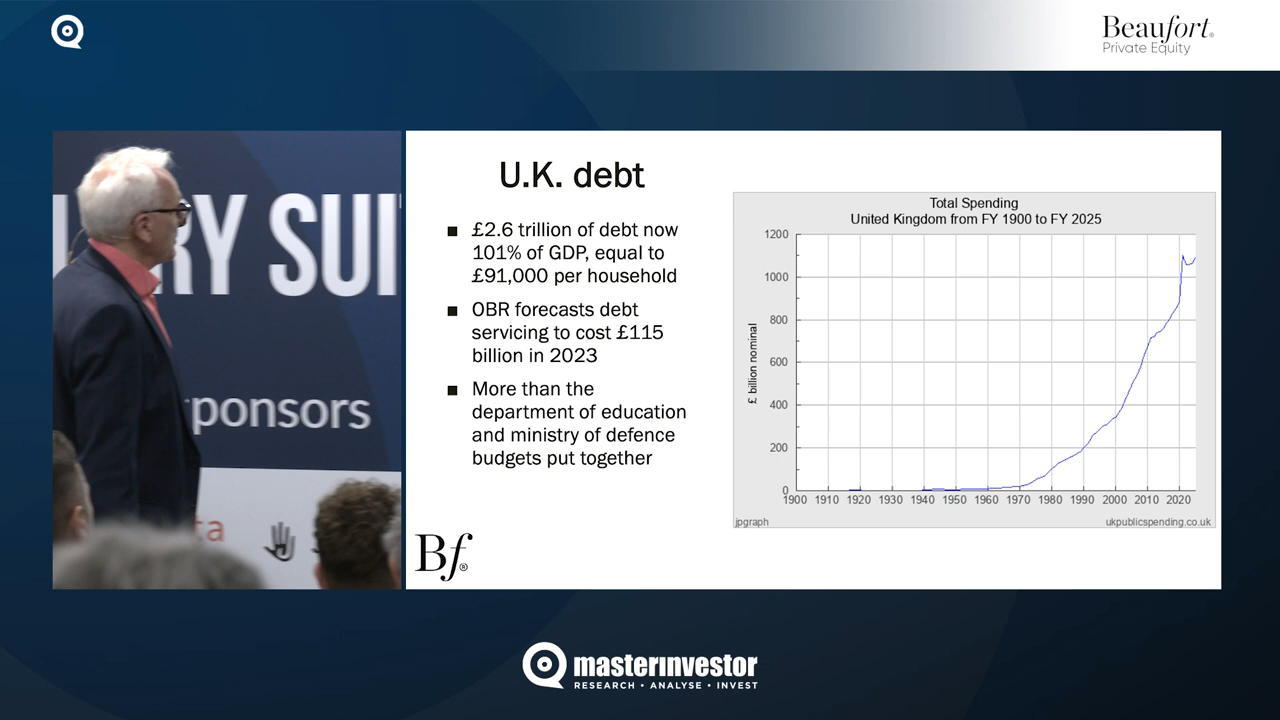 Beaufort®
Private Equity
RY SUI
ponsors
ta
U.K. debt
■ £2.6 trillion of debt now
101% of GDP, equal to
£91,000 per household
■ OBR forecasts debt
servicing to cost £115
billion in 2023
■ More than the
department of education
and ministry of defence
budgets put together
Bf®
Total Spending
United Kingdom from FY 1900 to FY 2025
£ billion nominal
1200
1000
800
600
400
200
0
1900 1910 1920 1930 1940 1950 1960 1970 1980 1990 2000 2010 2020
jpgraph
ukpublicspending.co.uk
masterinvestor
RESEARCH • ANALYSE • INVEST